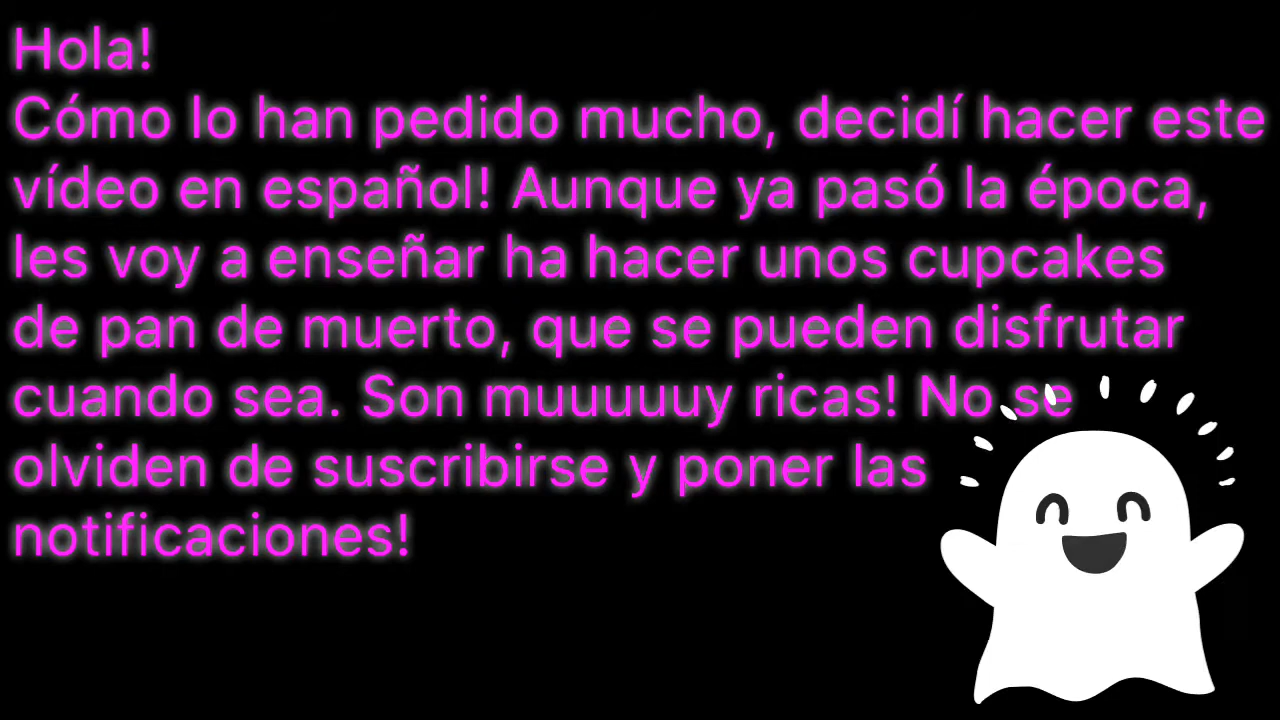 Hola!
Cómo lo han pedido mucho, decidí hacer este
vídeo en español! Aunque ya pasó la época,
les voy a enseñar ha hacer unos cupcakes
de pan de muerto, que se pueden disfrutar
cuando sea. Son muuuuuy ricas! No se
olviden de suscribirse y poner las
notificaciones!